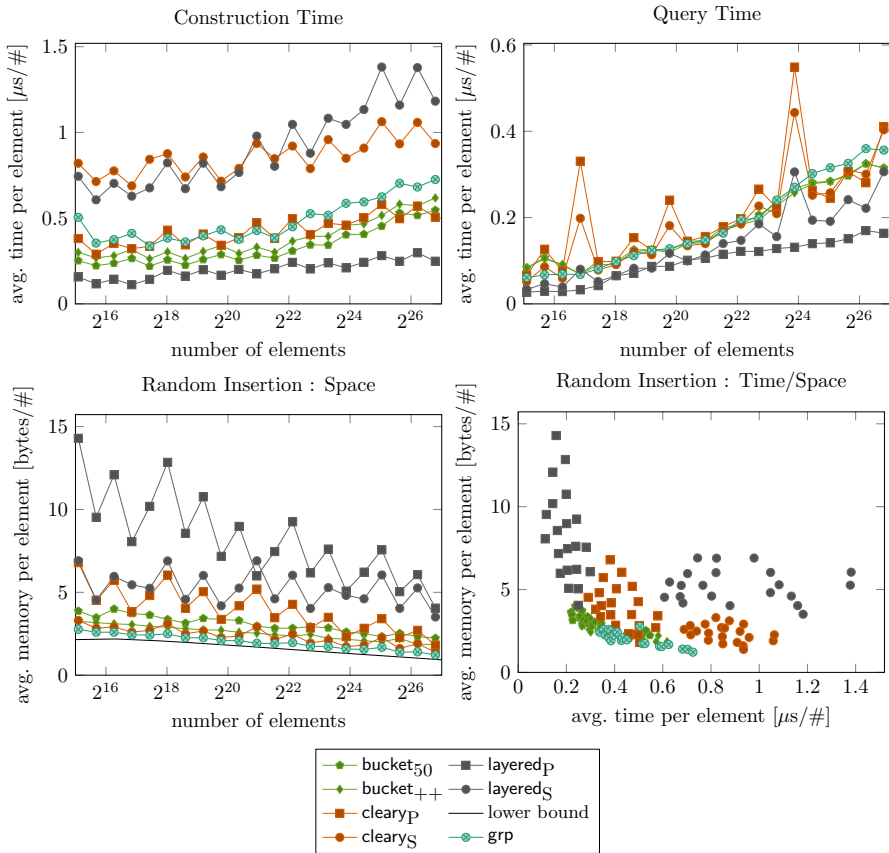 Construction Time
avg. time per element [μs/#]
1.5
1
0.5
0
2^16 2^18 2^20 2^22 2^24 2^26
number of elements
Query Time
avg. time per element [μs/#]
0.6
0.4
0.2
0
2^16 2^18 2^20 2^22 2^24 2^26
number of elements
Random Insertion : Space
avg. memory per element [bytes/#]
15
10
5
0
2^16 2^18 2^20 2^22 2^24 2^26
number of elements
Random Insertion : Time/Space
avg. memory per element [bytes/#]
15
10
5
0
0 0.2 0.4 0.6 0.8 1 1.2 1.4
avg. time per element [μs/#]
bucket_50 layered_P
bucket_++ layered_S
cleary_P lower bound
cleary_S grp